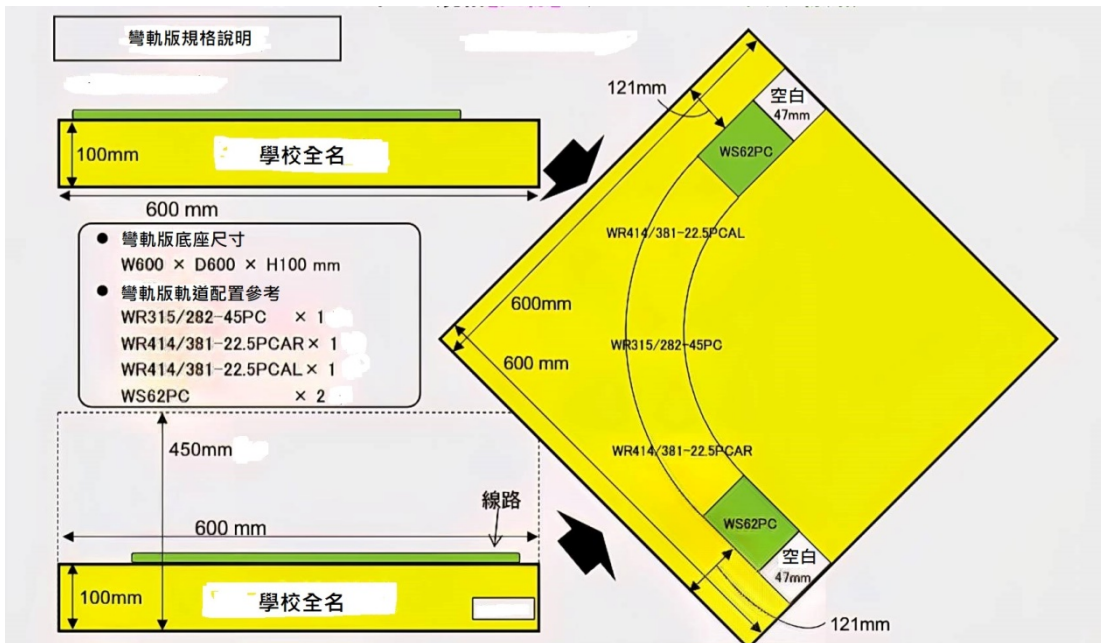 彎軌版規格說明
100mm
學校全名
600 mm
● 彎軌版底座尺寸
W600 × D600 × H100 mm
● 彎軌版軌道配置參考
WR315/282-45PC × 1
WR414/381-22.5PCAR × 1
WR414/381-22.5PCAL × 1
WS62PC × 2
450mm
600 mm
線路
100mm
學校全名
121mm
空白
47mm
WS62PC
WR414/381-22.5PCAL
600mm
600 mm
WR315/282-45PC
WR414/381-22.5PCAR
WS62PC
空白
47mm
121mm